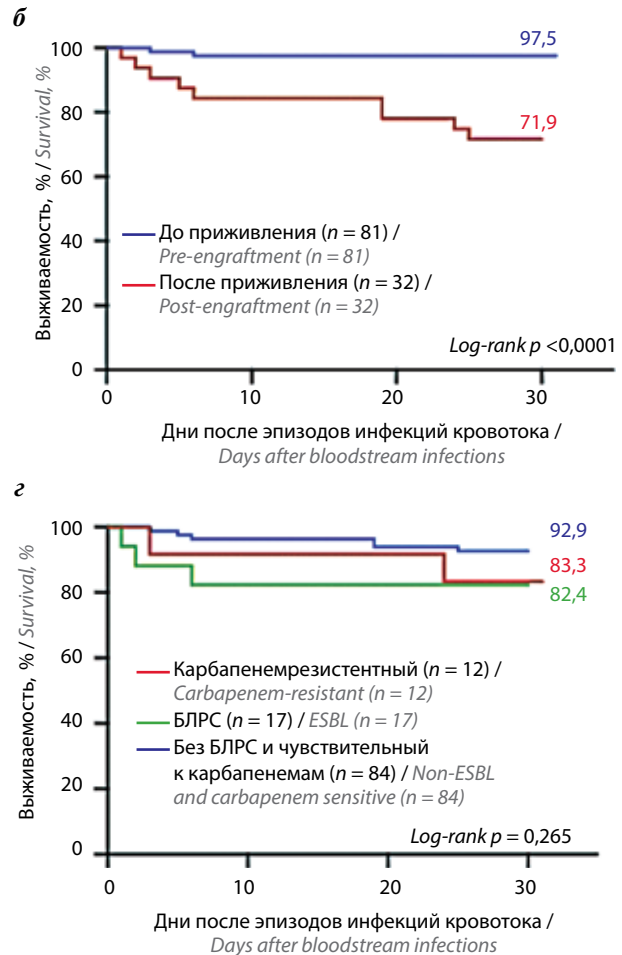 б
97,5
71,9
100
80
60
40
20
0
Выживаемость, % / Survival, %
До приживления (n = 81) /
Pre-engraftment (n = 81)
После приживления (n = 32) /
Post-engraftment (n = 32)
Log-rank p <0,0001
0 10 20 30
Дни после эпизодов инфекций кровотока /
Days after bloodstream infections
г
92,9
83,3
82,4
100
80
60
40
20
0
Выживаемость, % / Survival, %
Карбапенемрезистентный (n = 12) /
Carbapenem-resistant (n = 12)
БЛРС (n = 17) / ESBL (n = 17)
Без БЛРС и чувствительный
к карбапенемам (n = 84) / Non-ESBL
and carbapenem sensitive (n = 84)
Log-rank p = 0,265
0 10 20 30
Дни после эпизодов инфекций кровотока /
Days after bloodstream infections